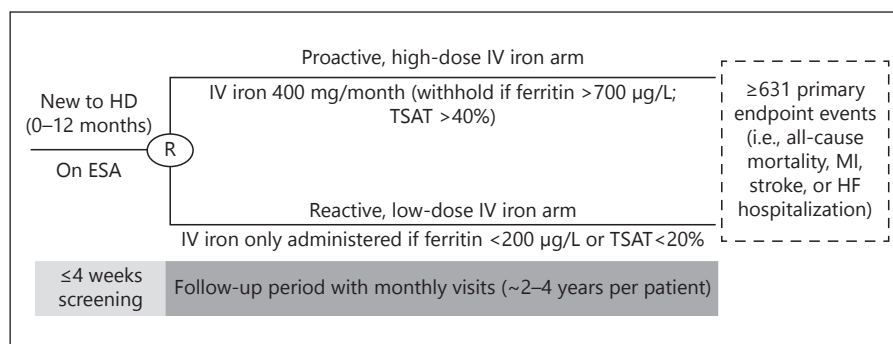 Proactive, high-dose IV iron arm
IV iron 400 mg/month (withhold if ferritin >700 μg/L;
TSAT >40%)
New to HD
(0–12 months)
R
On ESA
Reactive, low-dose IV iron arm
IV iron only administered if ferritin <200 μg/L or TSAT<20%
≥631 primary
endpoint events
(i.e., all-cause
mortality, MI,
stroke, or HF
hospitalization)
≤4 weeks
screening
Follow-up period with monthly visits (~2–4 years per patient)